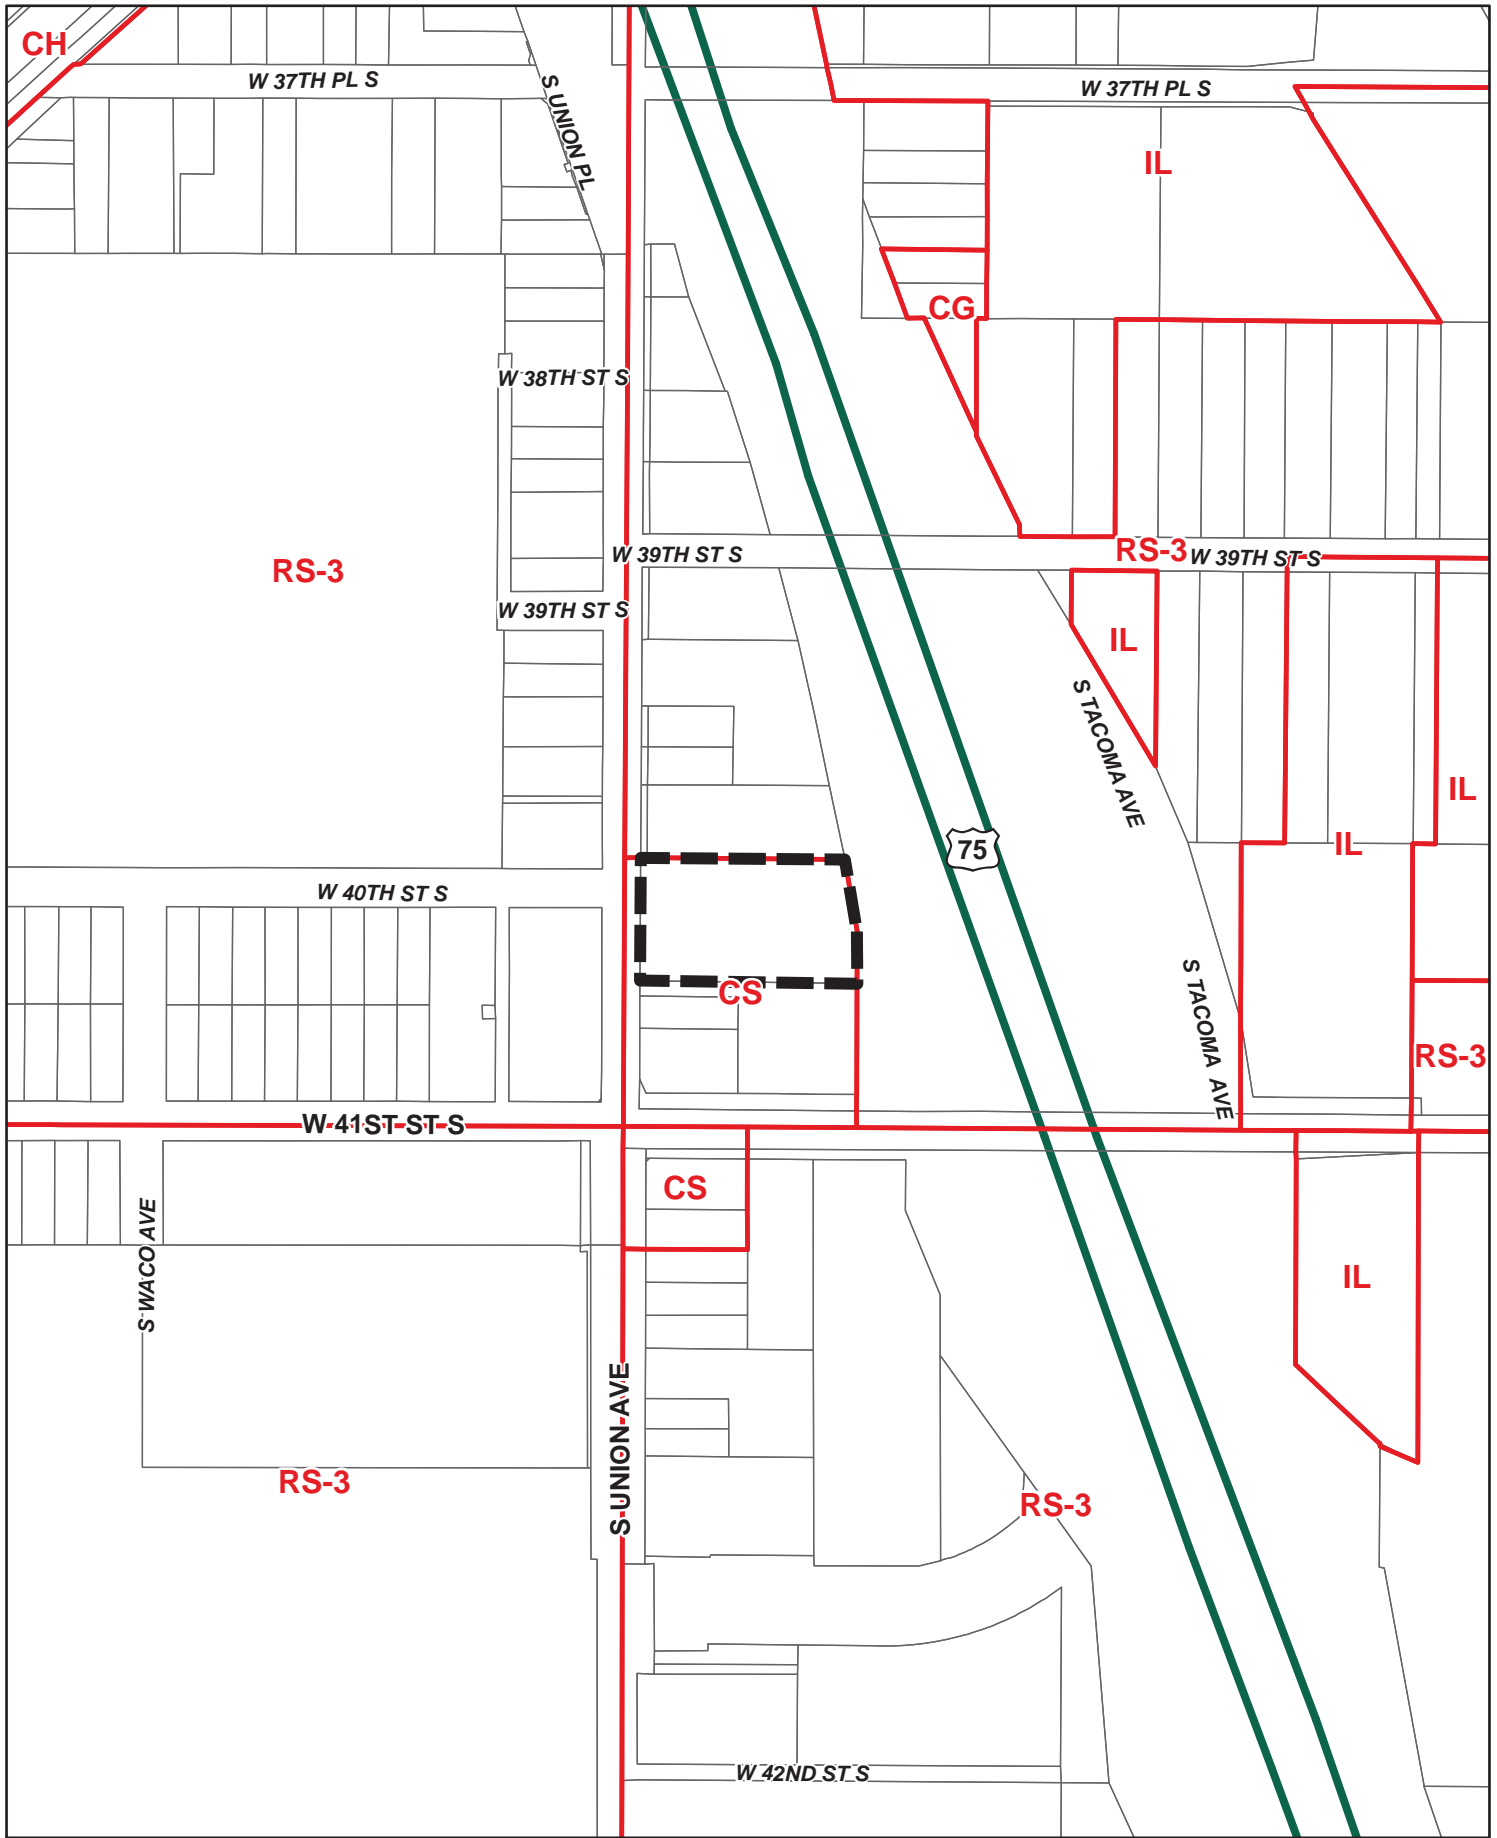 CH
W 37TH PL S
S UNION PL
W 37TH PL S
IL
CG
W 38TH ST S
W 39TH ST S
RS-3
W 39TH ST S
RS-3
W 39TH ST S
IL
S TACOMA AVE
IL
IL
75
W 40TH ST S
CS
S TACOMA AVE
RS-3
W 41ST ST S
CS
S WACO AVE
IL
S UNION AVE
RS-3
RS-3
W 42ND ST S